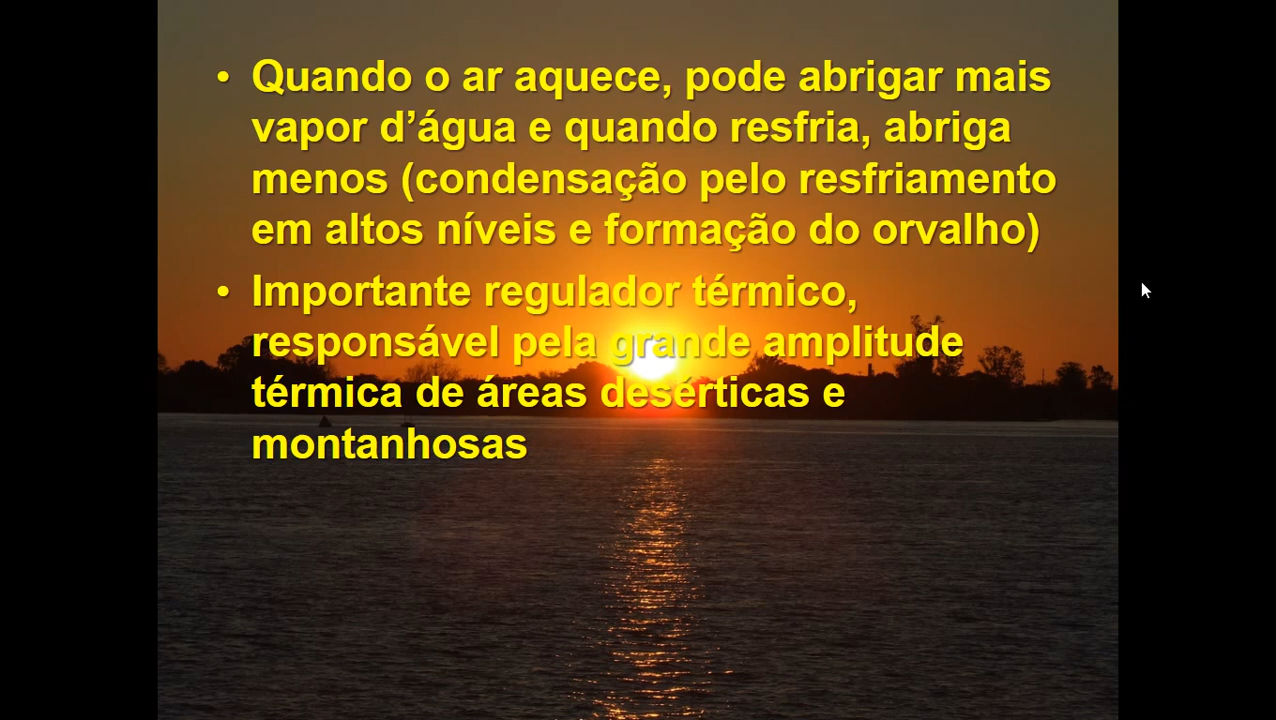 • Quando o ar aquece, pode abrigar mais
vapor d’água e quando resfria, abriga
menos (condensação pelo resfriamento
em altos níveis e formação do orvalho)
• Importante regulador térmico,
responsável pela grande amplitude
térmica de áreas desérticas e
montanhosas